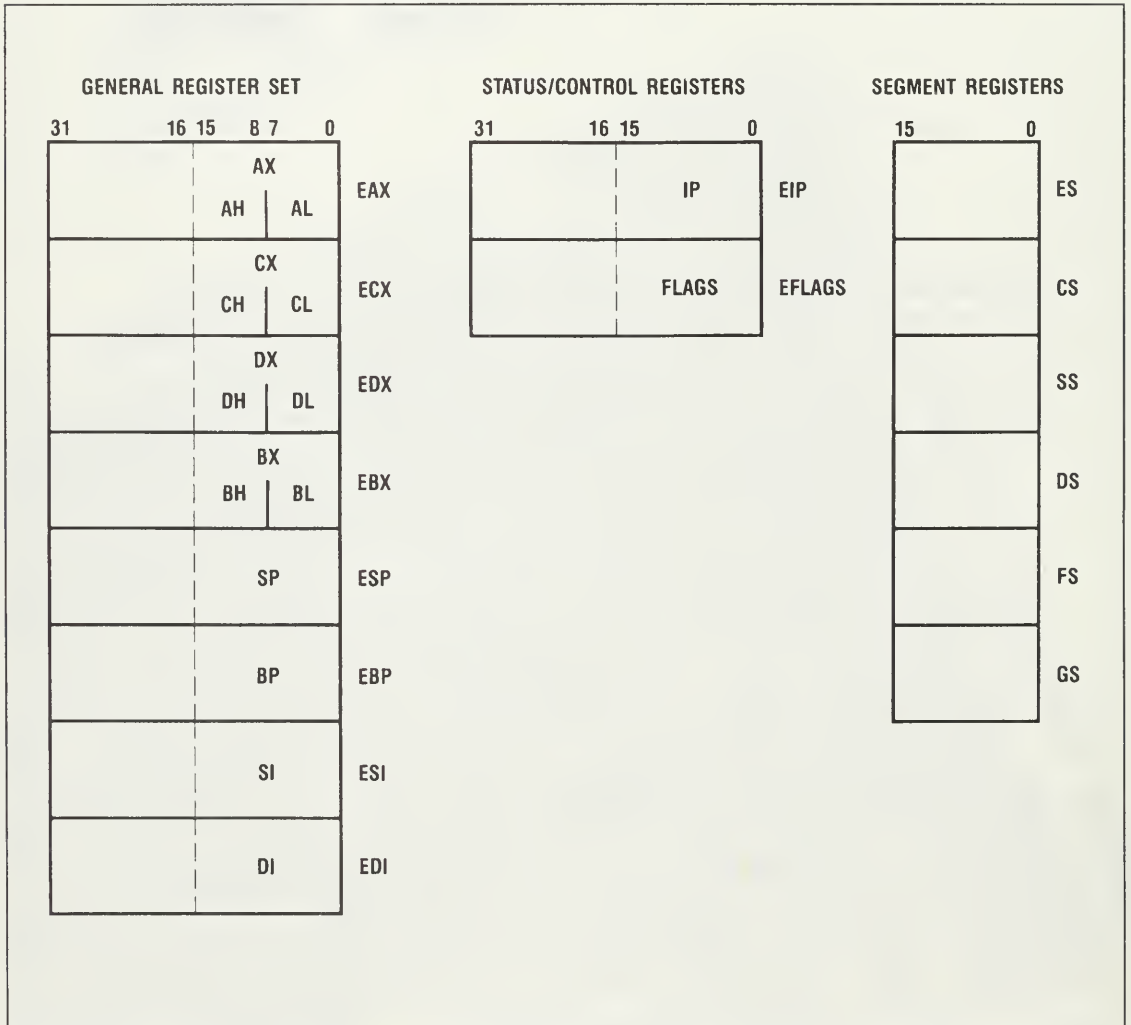 GENERAL REGISTER SET
31 16 15 8 7 0
AX
AH AL
EAX
CX
CH CL
ECX
DX
DH DL
EDX
BX
BH BL
EBX
SP
ESP
BP
EBP
SI
ESI
DI
EDI
STATUS/CONTROL REGISTERS
31 16 15 0
IP
EIP
FLAGS
EFLAGS
SEGMENT REGISTERS
15 0
ES
CS
SS
DS
FS
GS